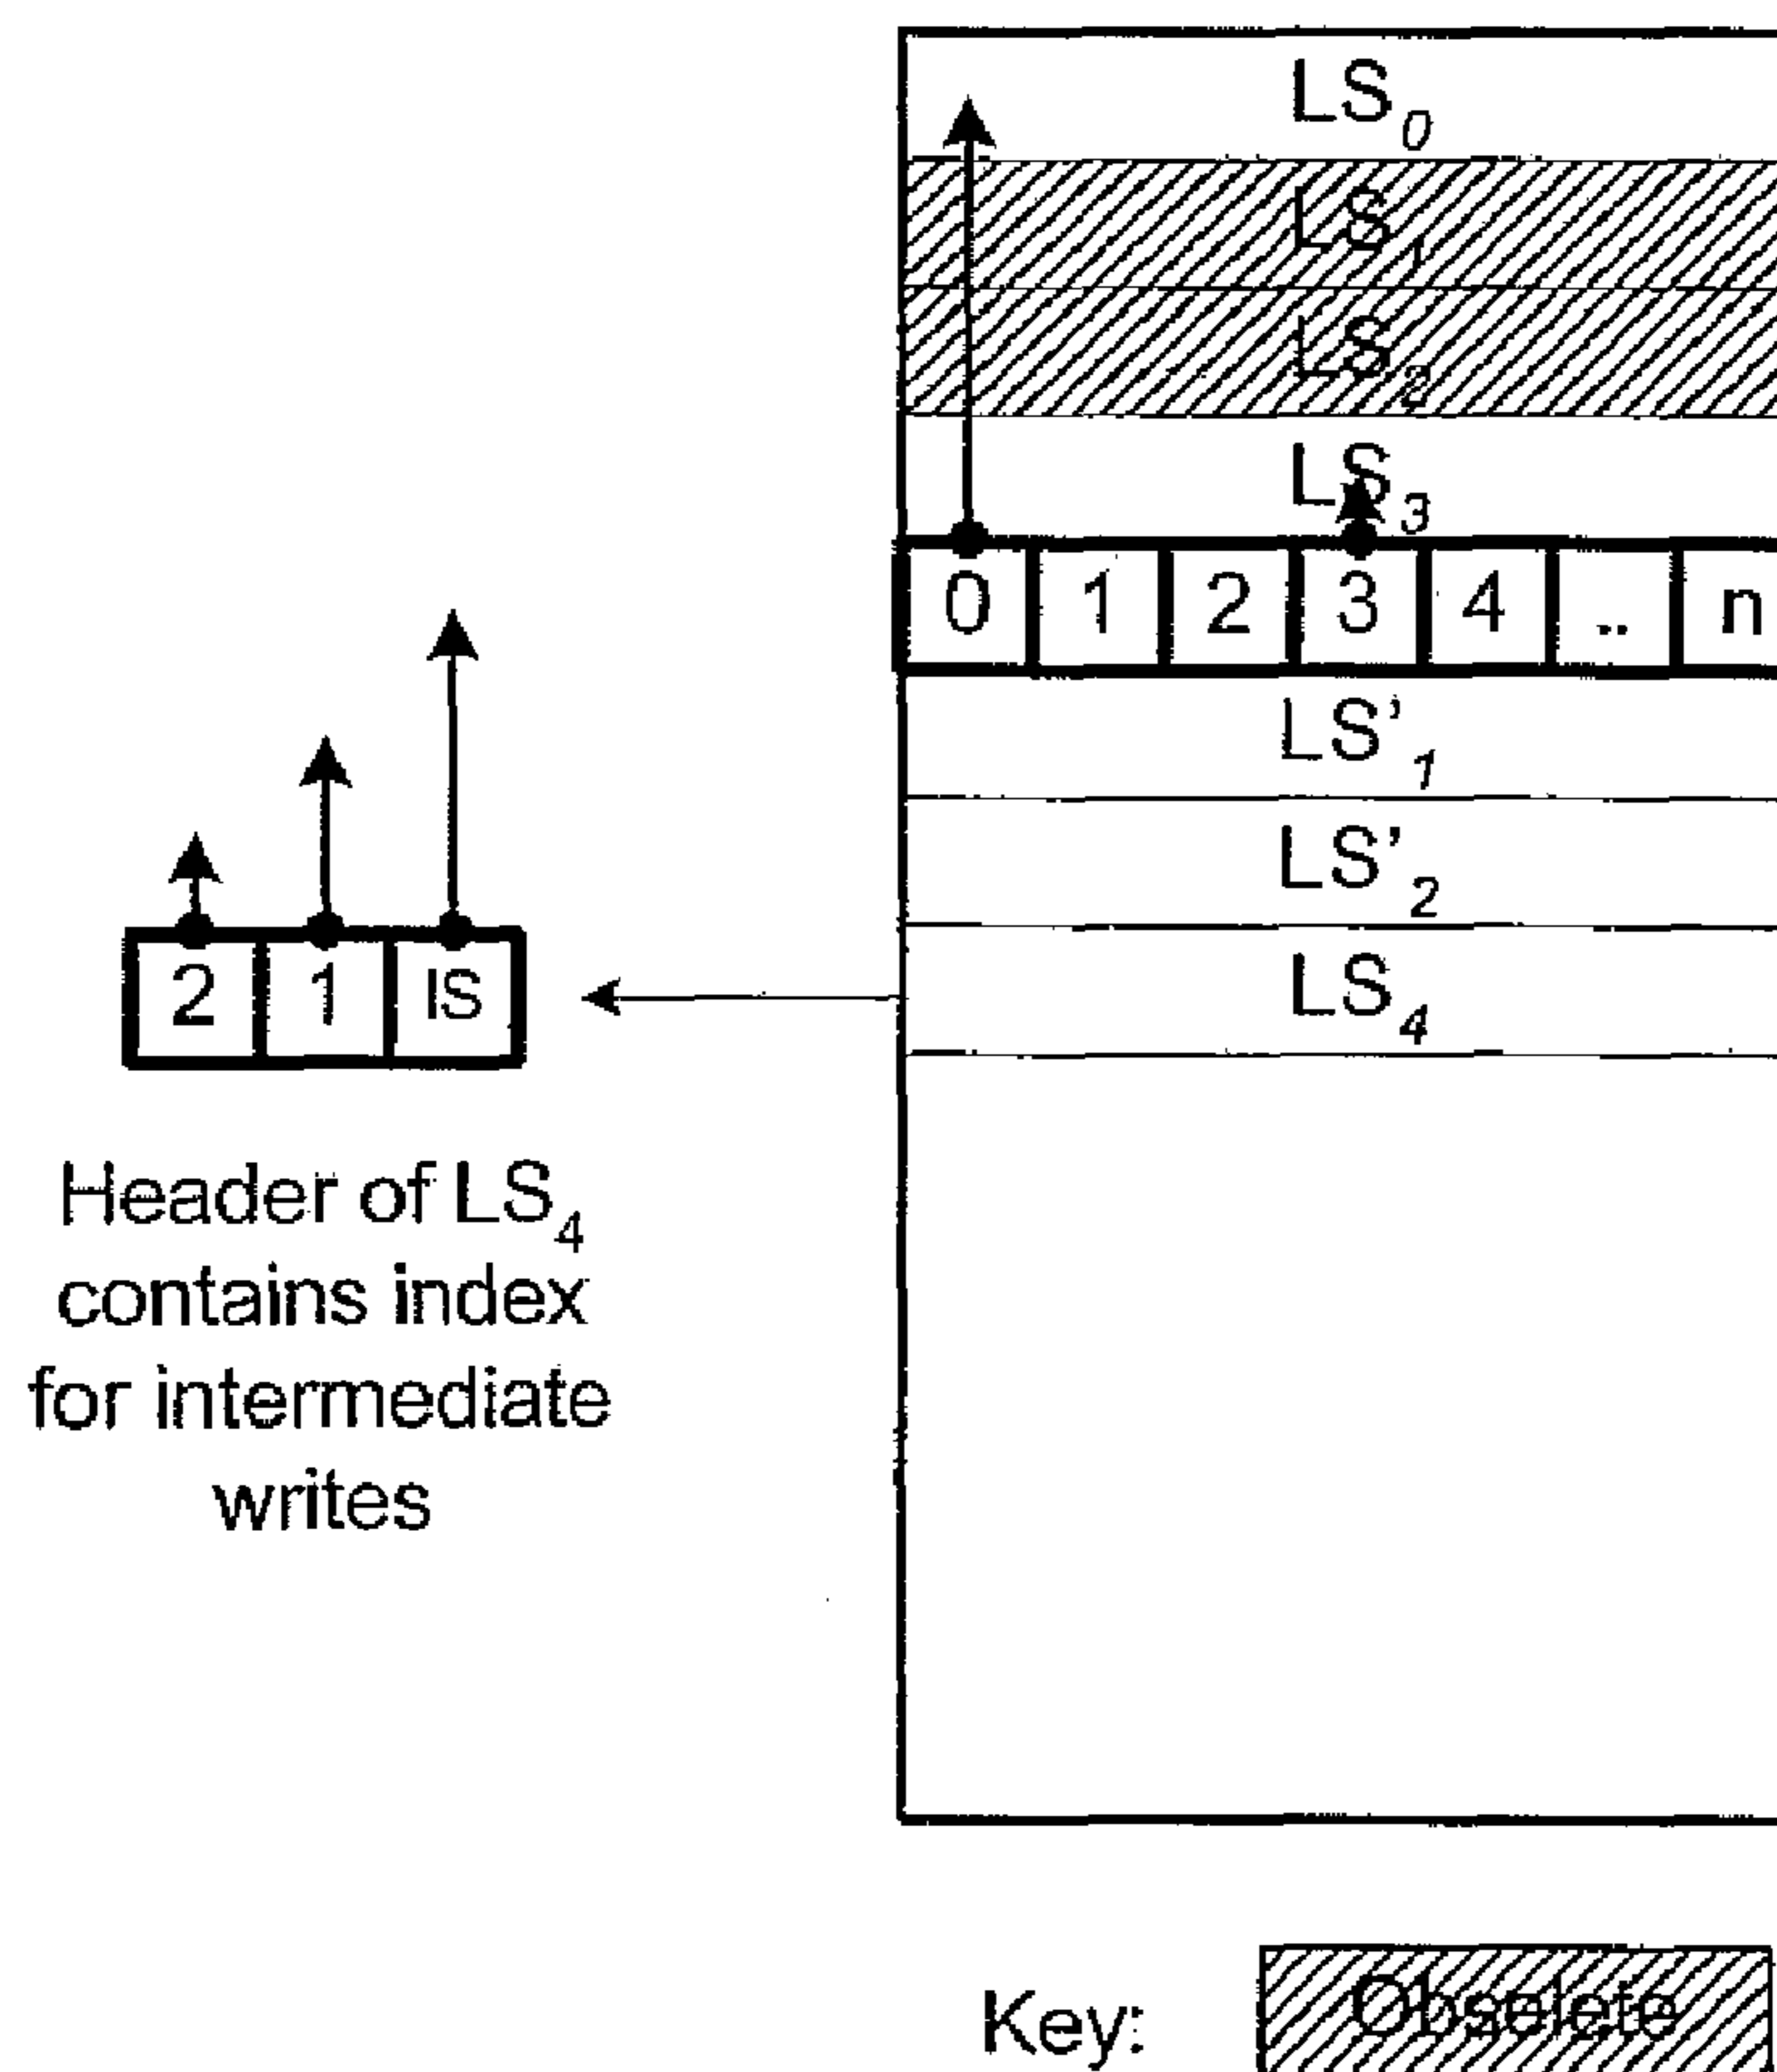 LS0
LS1
LS2
LS3
0 1 2 3 4 .. n
LS’1
LS’2
LS4
2 1 IS
Header of LS4
contains index
for intermediate
writes
Key: Obselete